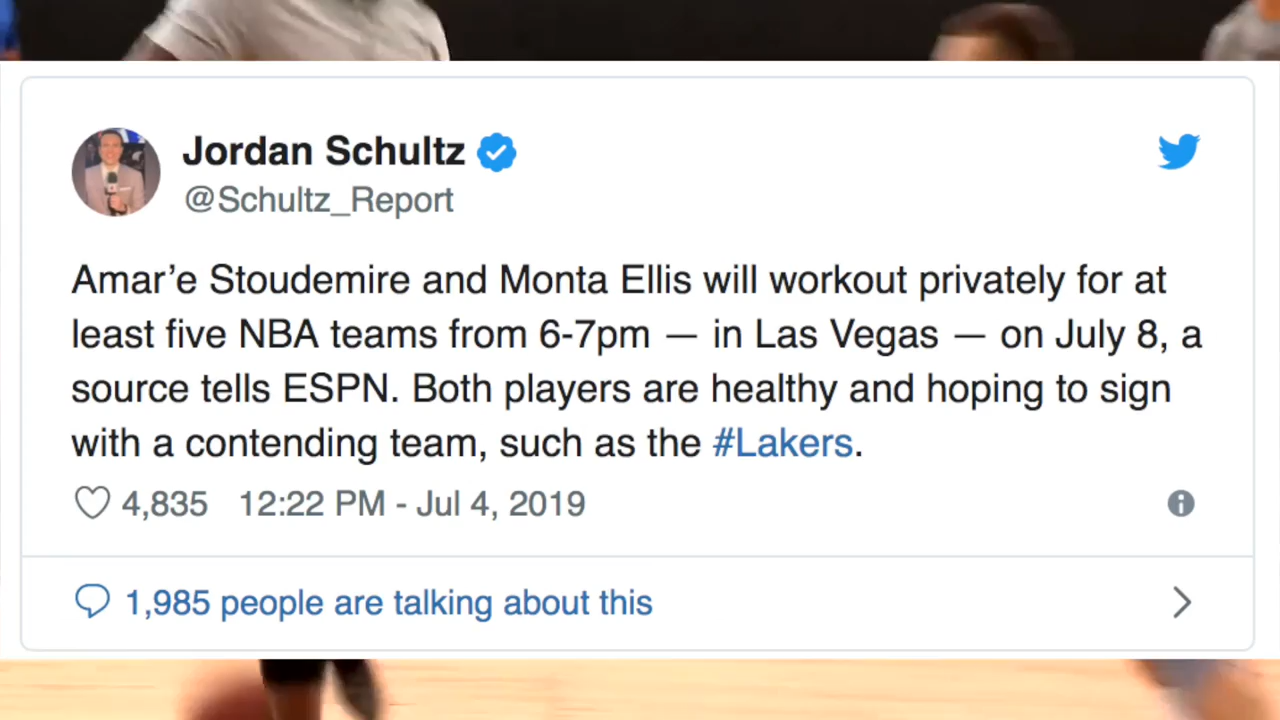 Jordan Schultz
@Schultz_Report
Amar’e Stoudemire and Monta Ellis will workout privately for at
least five NBA teams from 6-7pm — in Las Vegas — on July 8, a
source tells ESPN. Both players are healthy and hoping to sign
with a contending team, such as the #Lakers.
4,835 12:22 PM - Jul 4, 2019
1,985 people are talking about this